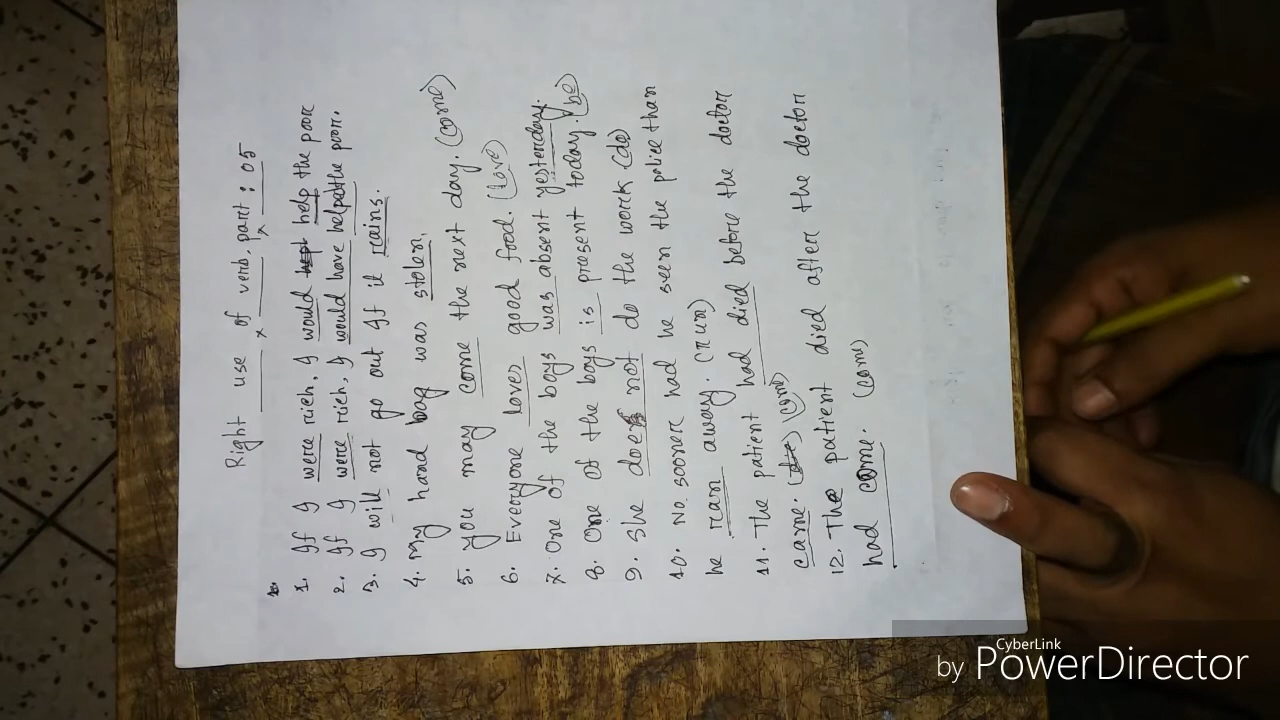 Right use of verb, part: 05
1. If I were rich, I would help the poor
2. If I were rich, I would have helped the poor.
3. I will not go out If it rains.
4. My hand bag was stolen.
5. you may come the next day. (come)
6. Everyone loves good food. (love)
7. One of the boys was absent yesterday.
8. One of the boys is present today. (be)
9. She does not do the work (do)
10. No sooner had he seen the police than
he ran away. (run)
11. The patient had died before the doctor
came. (come)
12. The patient died after the doctor
had come. (come)
CyberLink
by PowerDirector